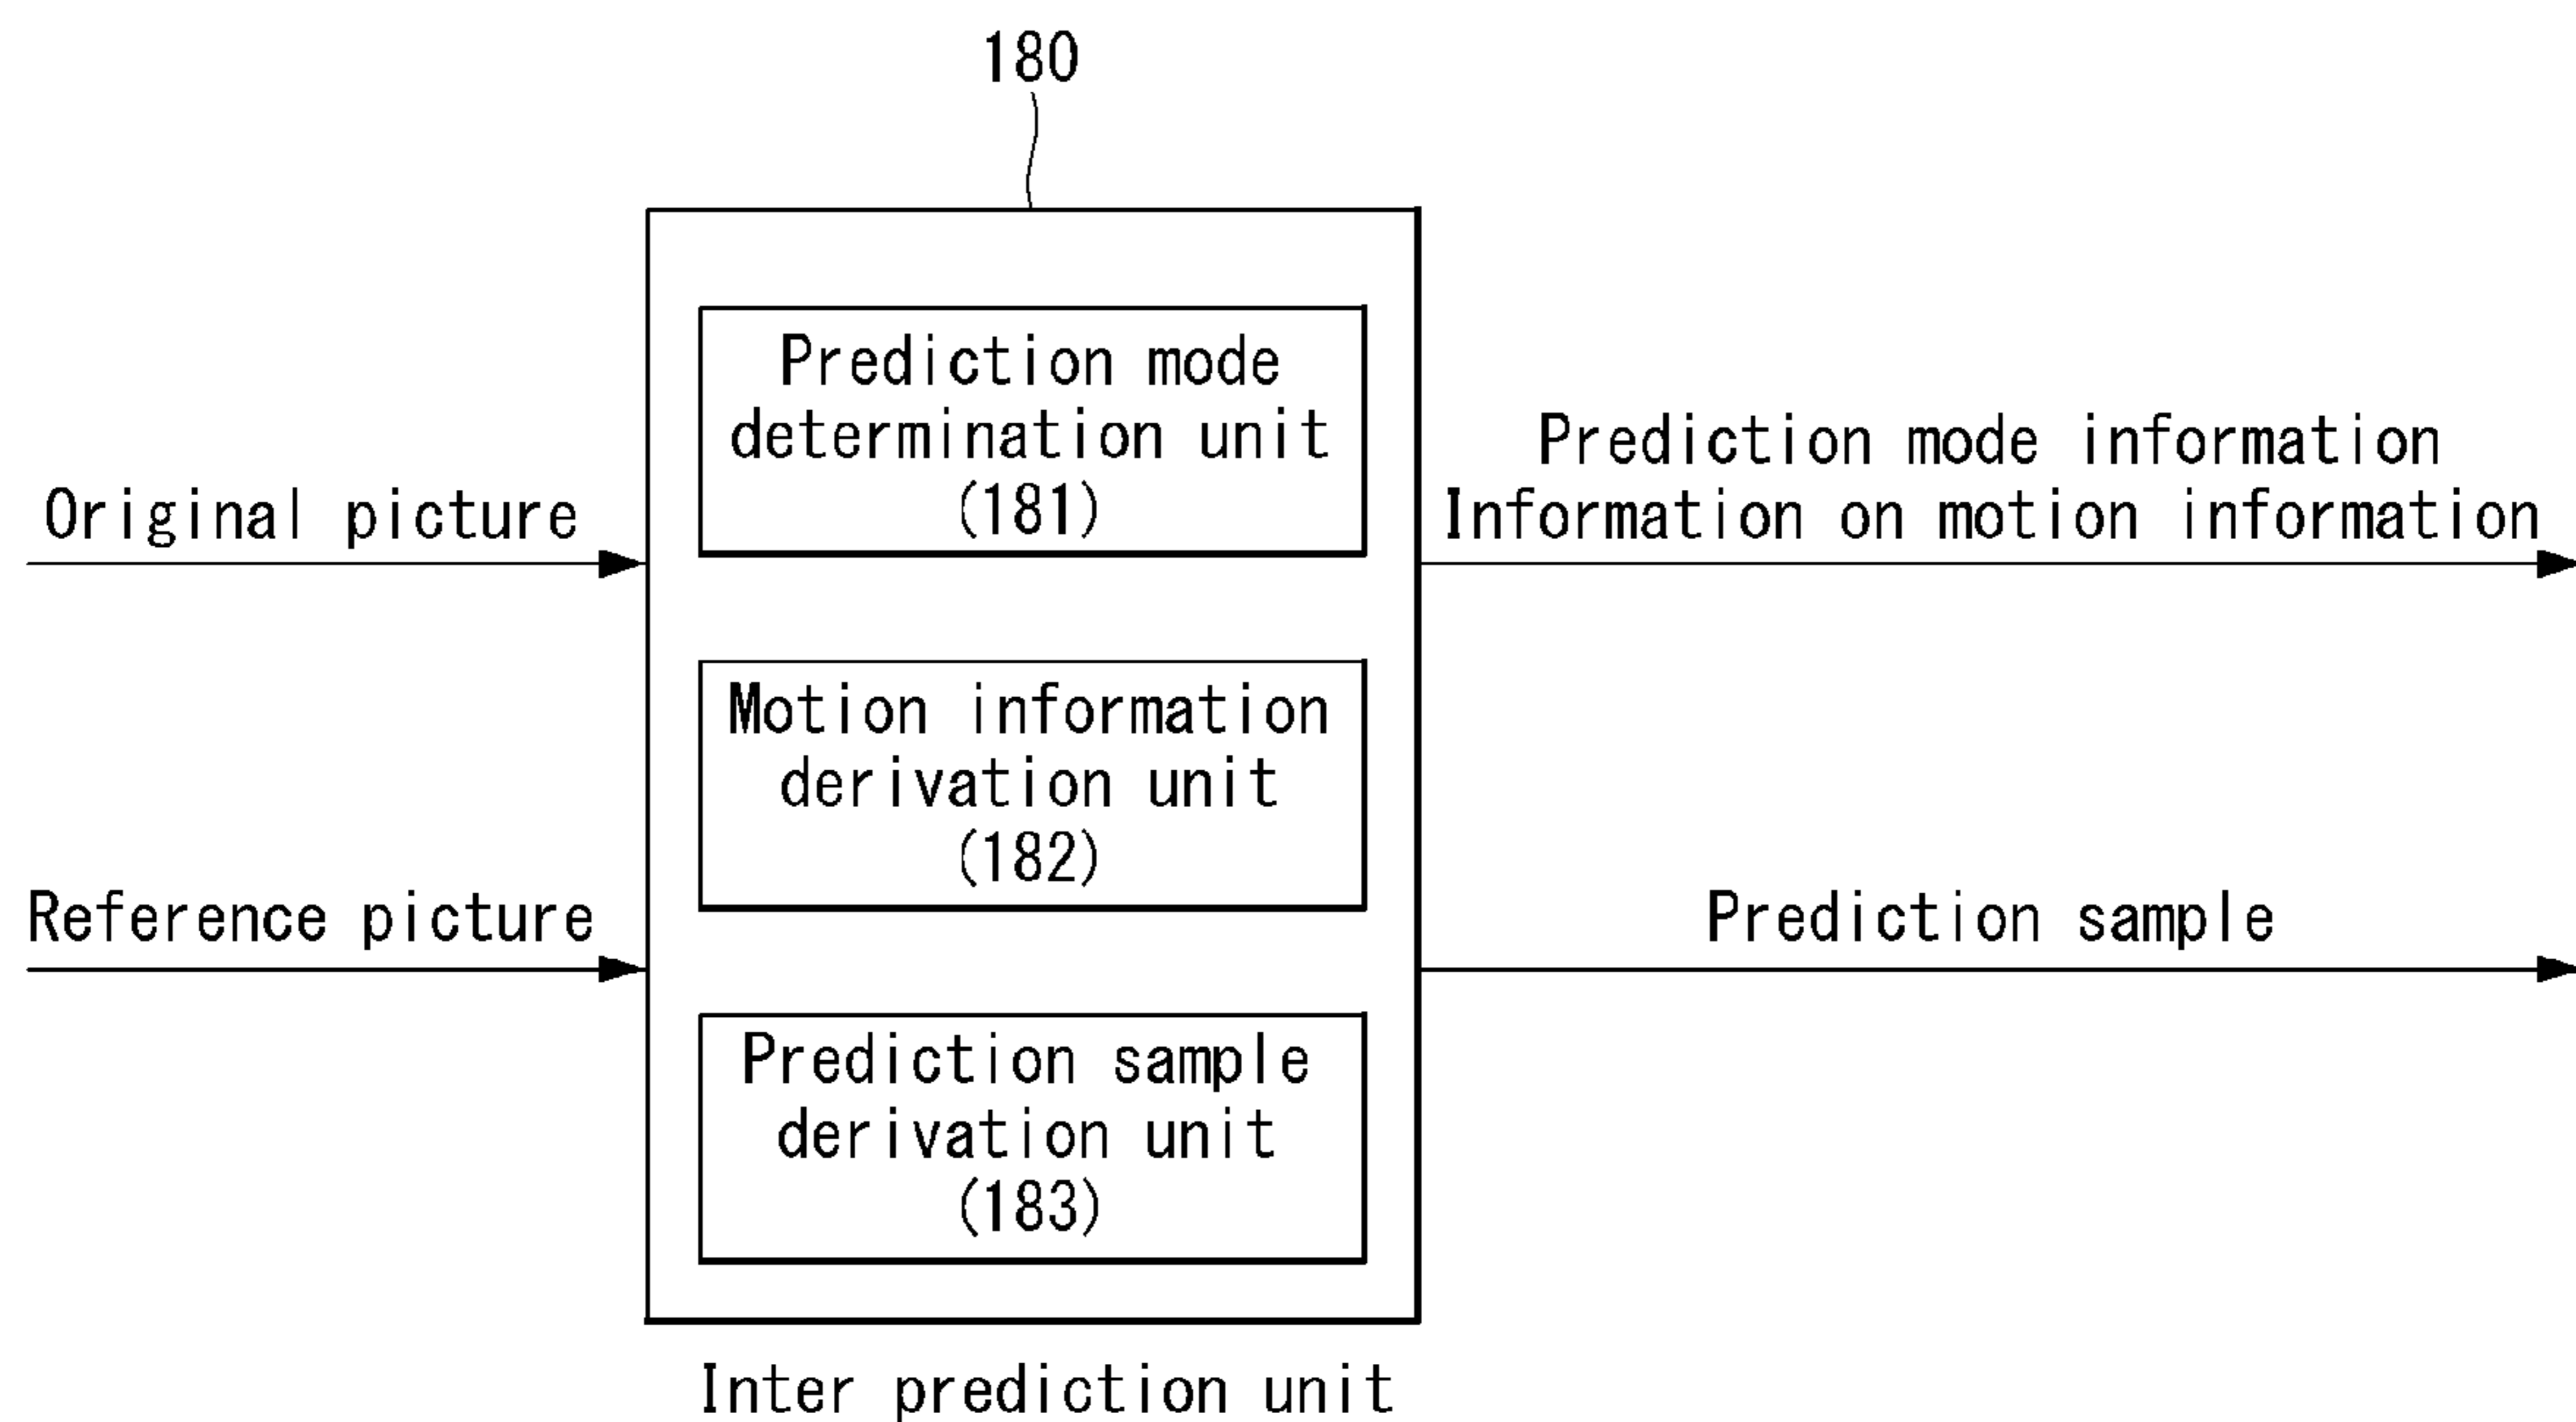 180
Prediction mode
determination unit
(181)
Original picture
Prediction mode information
Information on motion information
Motion information
derivation unit
(182)
Reference picture
Prediction sample
Prediction sample
derivation unit
(183)
Inter prediction unit